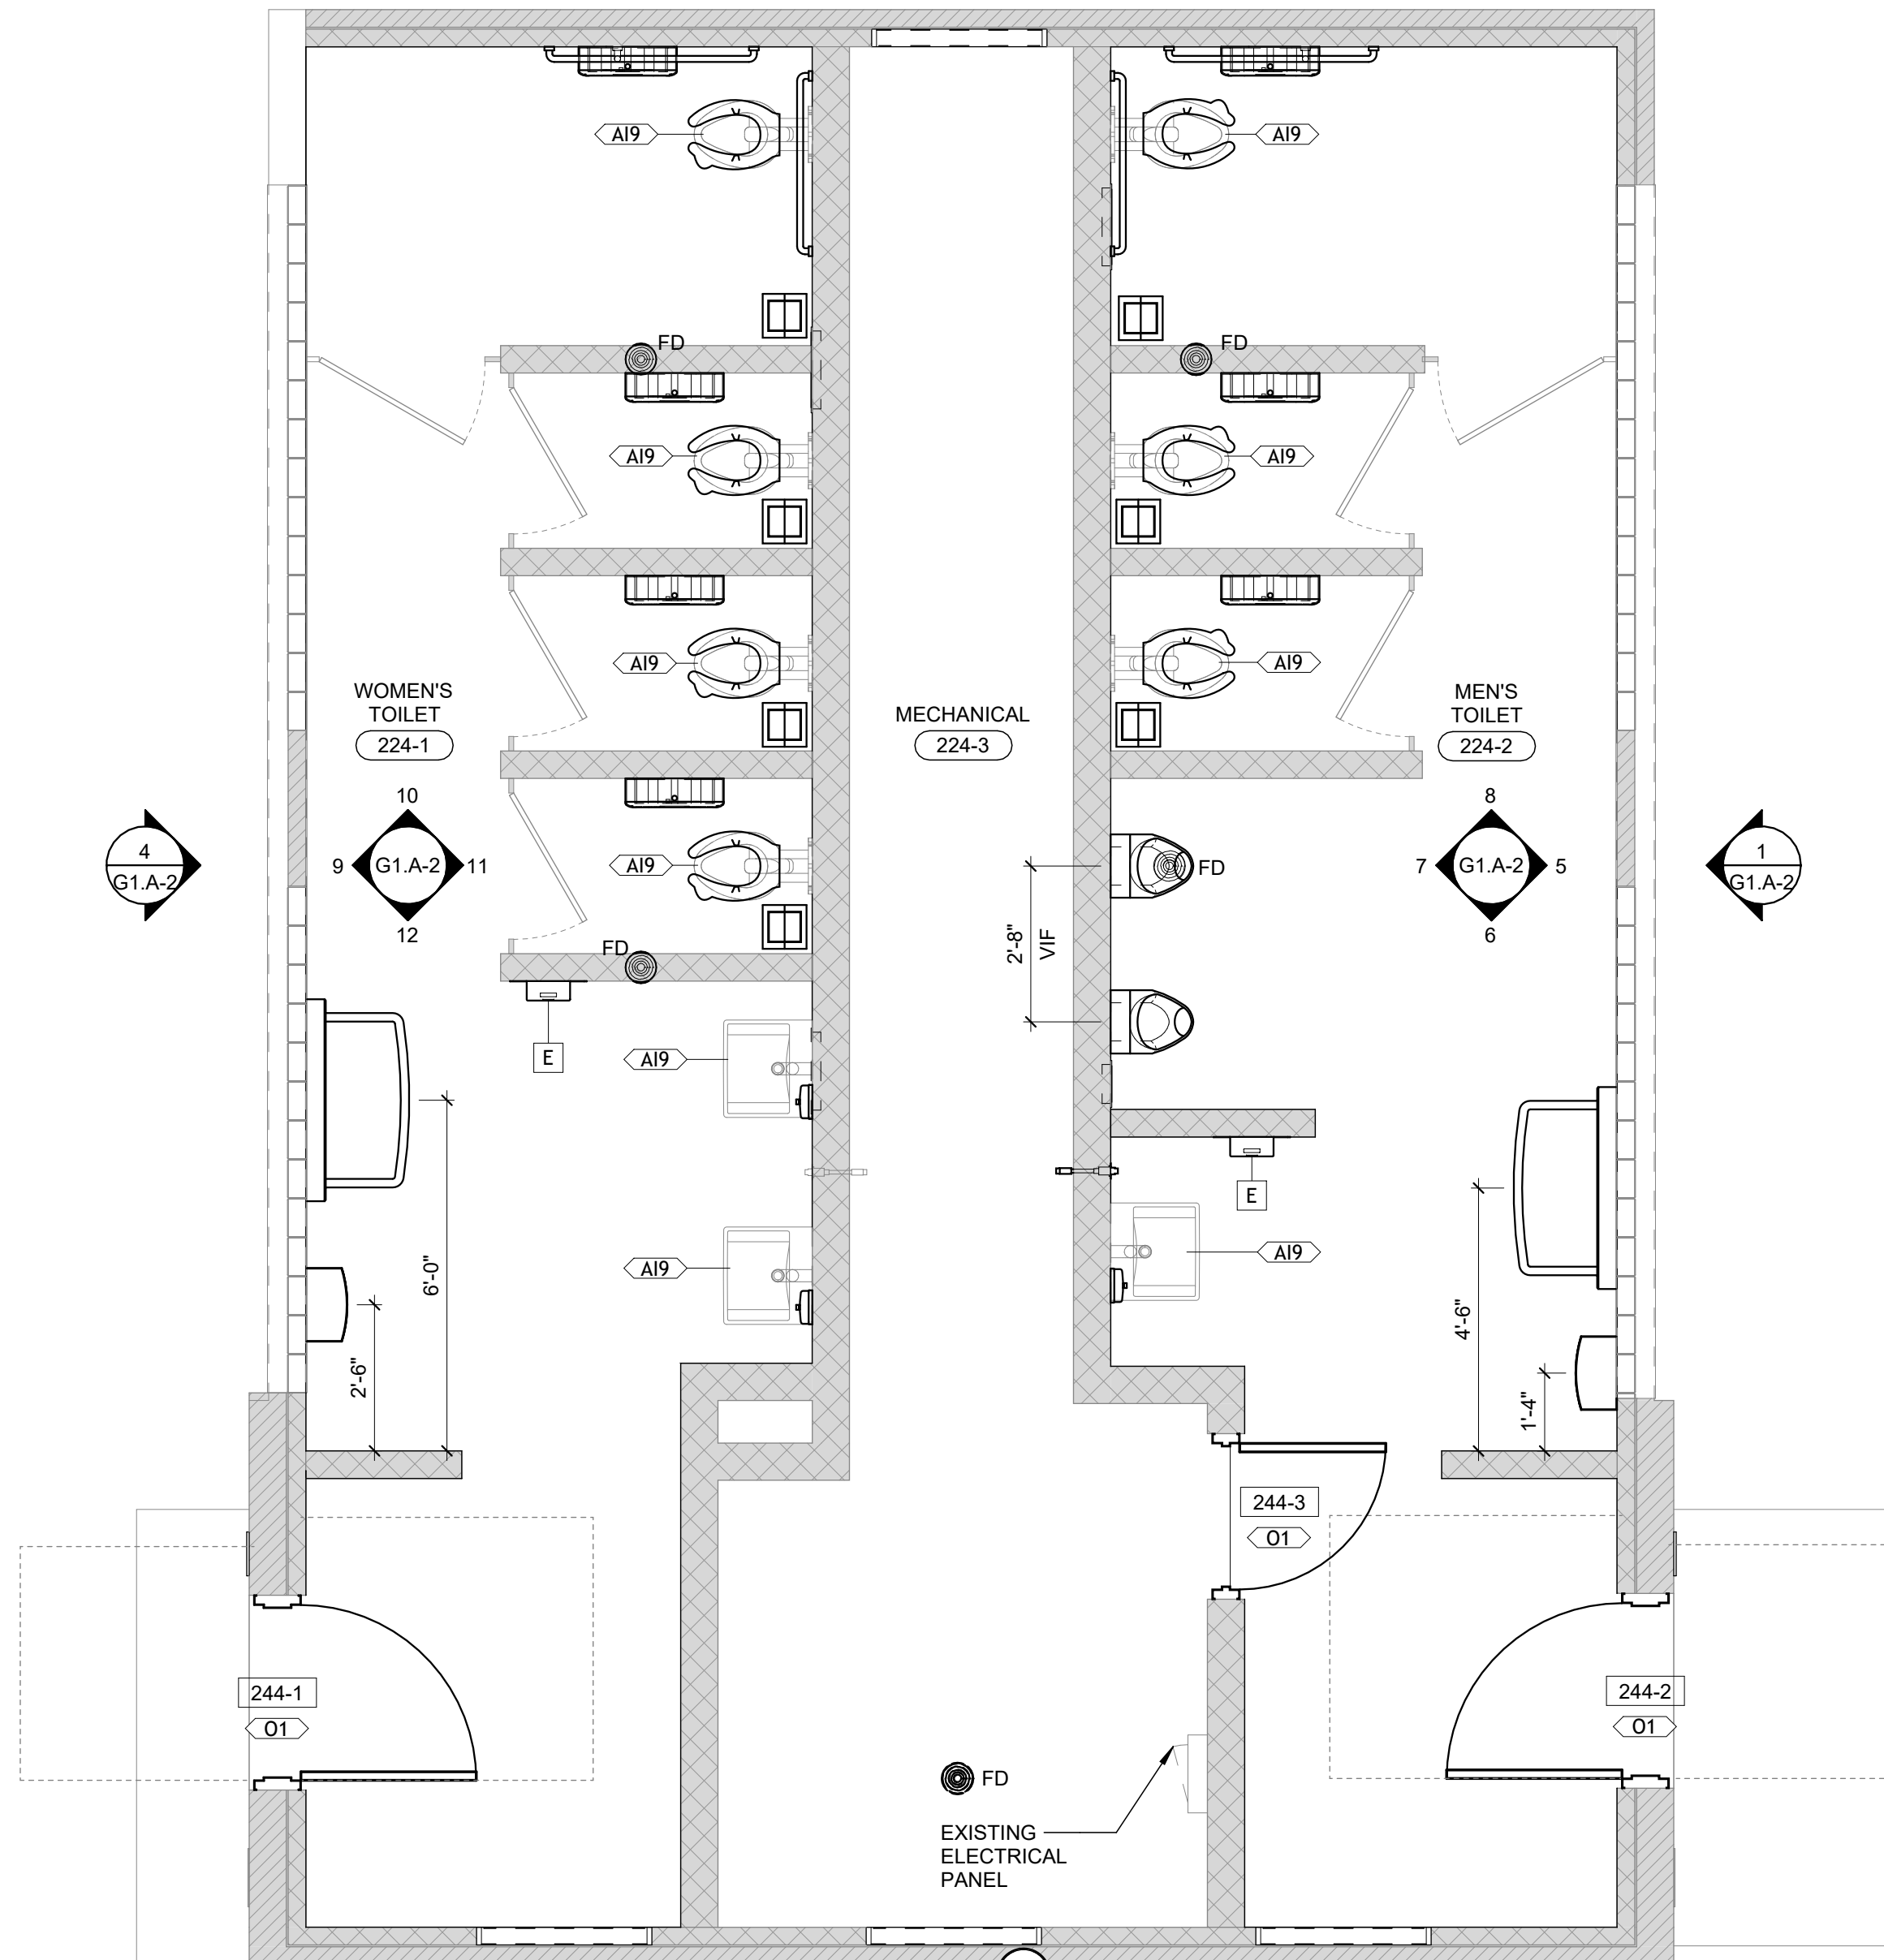 AI9
AI9
FD
FD
AI9
AI9
AI9
AI9
WOMEN'S
TOILET
224-1
MECHANICAL
224-3
MEN'S
TOILET
224-2
10
9
G1.A-2
11
12
4
G1.A-2
AI9
FD
8
7
G1.A-2
5
6
1
G1.A-2
FD
2'-8"
VIF
E
AI9
E
6'-0"
AI9
AI9
2'-6"
4'-6"
1'-4"
244-3
O1
244-1
O1
244-2
O1
FD
EXISTING
ELECTRICAL
PANEL